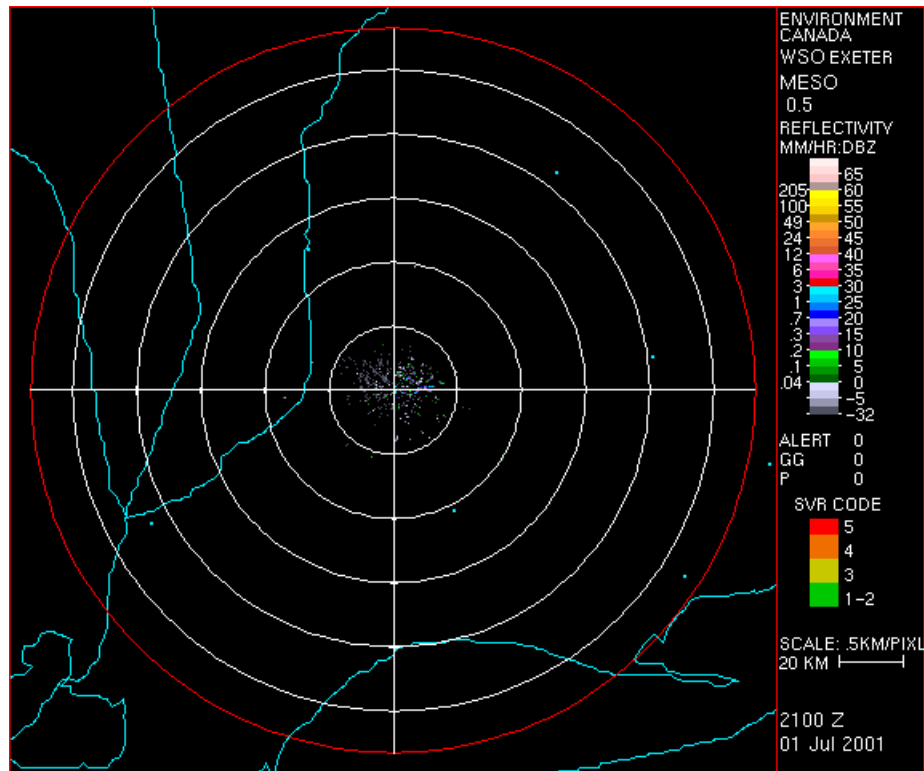 ENVIRONMENT
CANADA
WSO EXETER
MESO
0.5
REFLECTIVITY
MM/HR:DBZ
65
205 60
100 55
49 50
24 45
12 40
6 35
3 30
1 25
.7 20
.3 15
.2 10
.1 5
.04 0
-5
-32
ALERT 0
GG 0
P 0
SVR CODE
5
4
3
1-2
SCALE: .5KM/PIXL
20 KM
2100 Z
01 Jul 2001